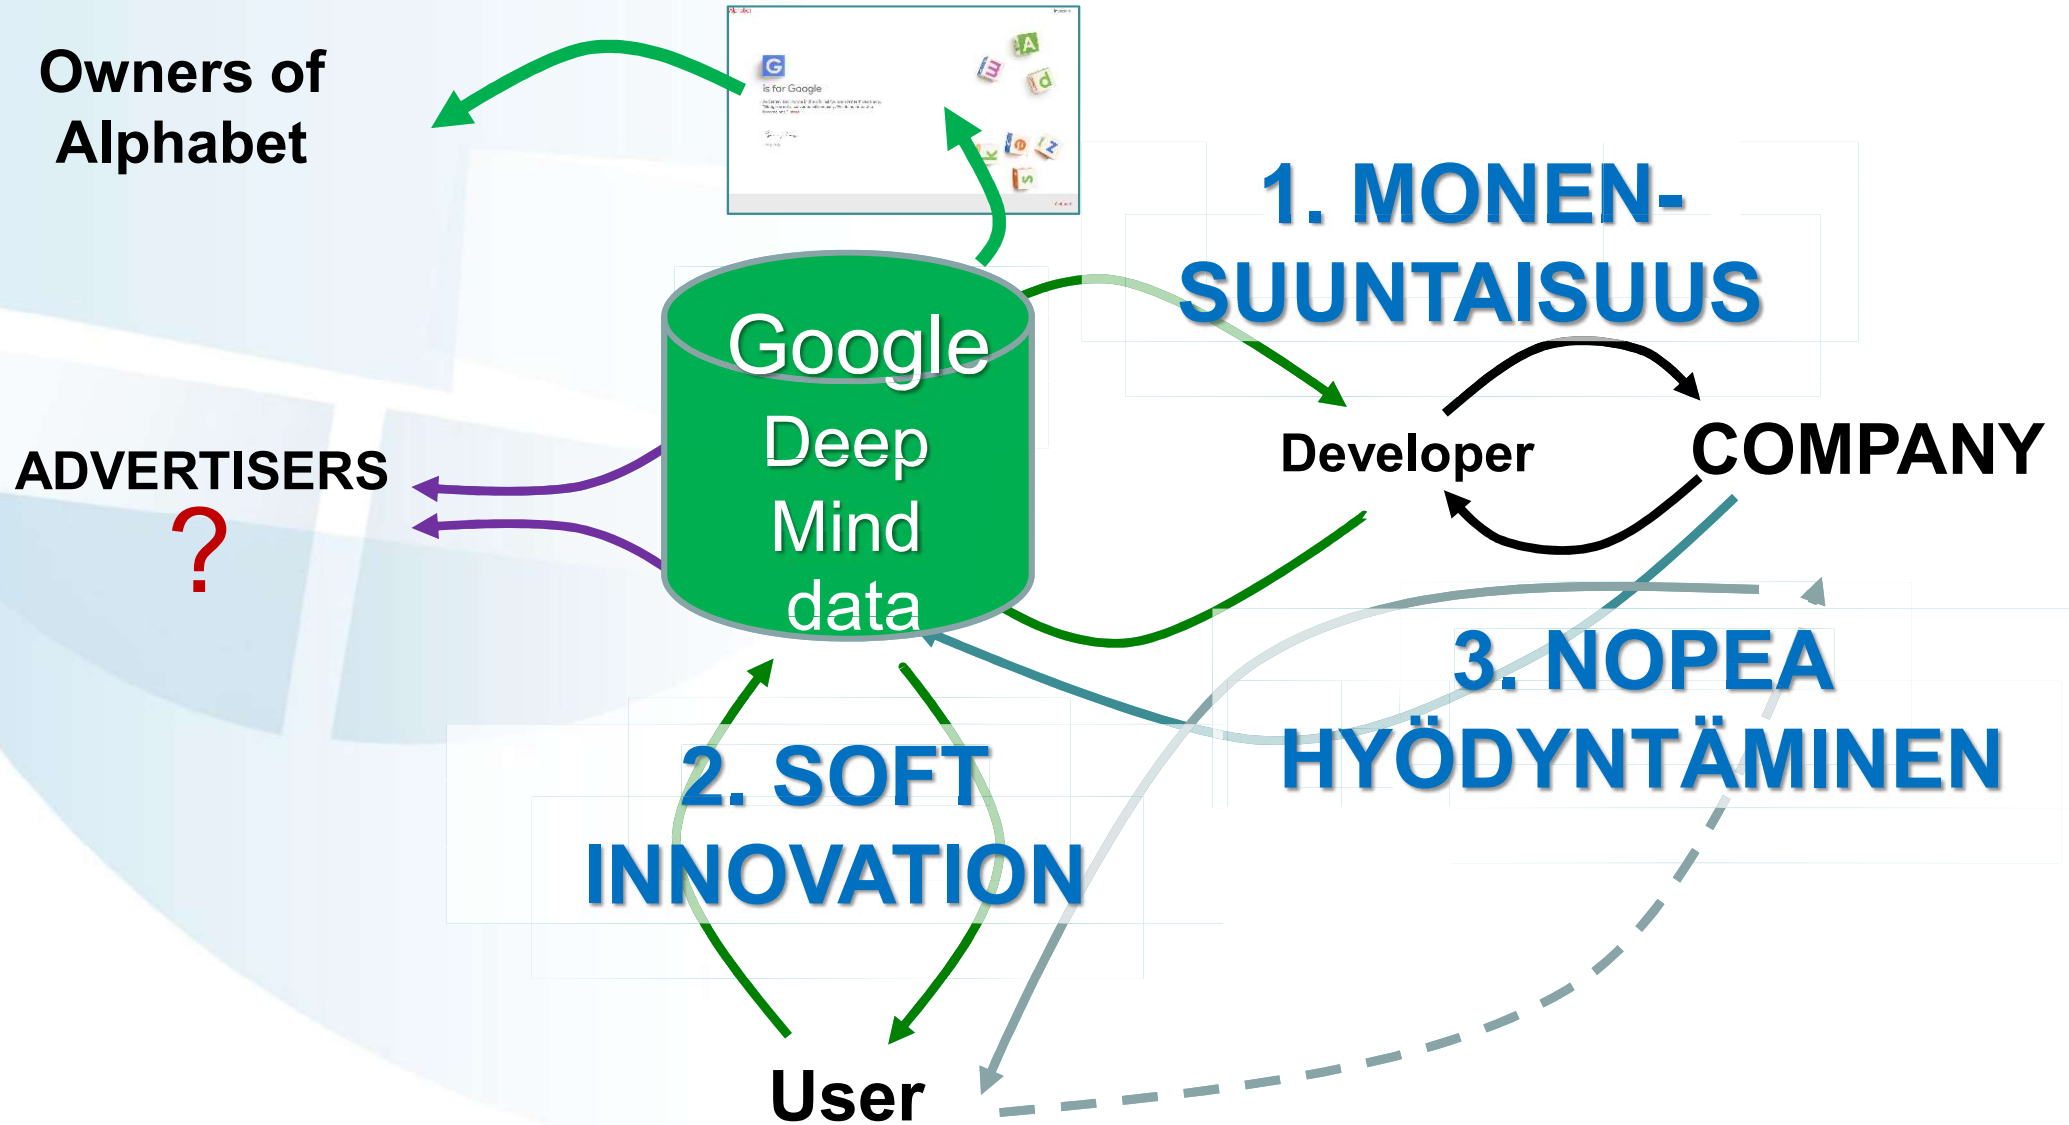 Owners of
Alphabet
Alphabet
G
is for Google
1. MONEN-
SUUNTAISUUS
Google
Deep
Mind
data
Developer
COMPANY
ADVERTISERS
?
3. NOPEA
HYÖDYNTÄMINEN
2. SOFT
INNOVATION
User